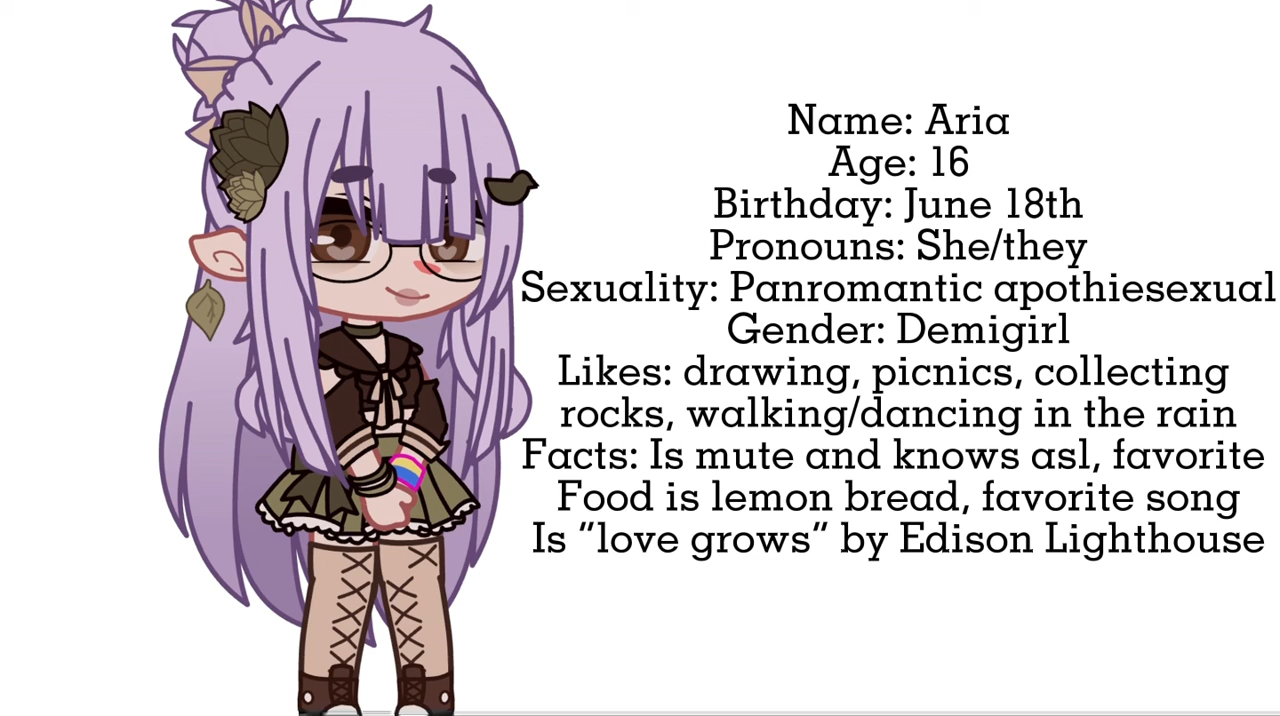 Name: Aria
Age: 16
Birthday: June 18th
Pronouns: She/they
Sexuality: Panromantic apothiesexual
Gender: Demigirl
Likes: drawing, picnics, collecting
rocks, walking/dancing in the rain
Facts: Is mute and knows asl, favorite
Food is lemon bread, favorite song
Is "love grows" by Edison Lighthouse